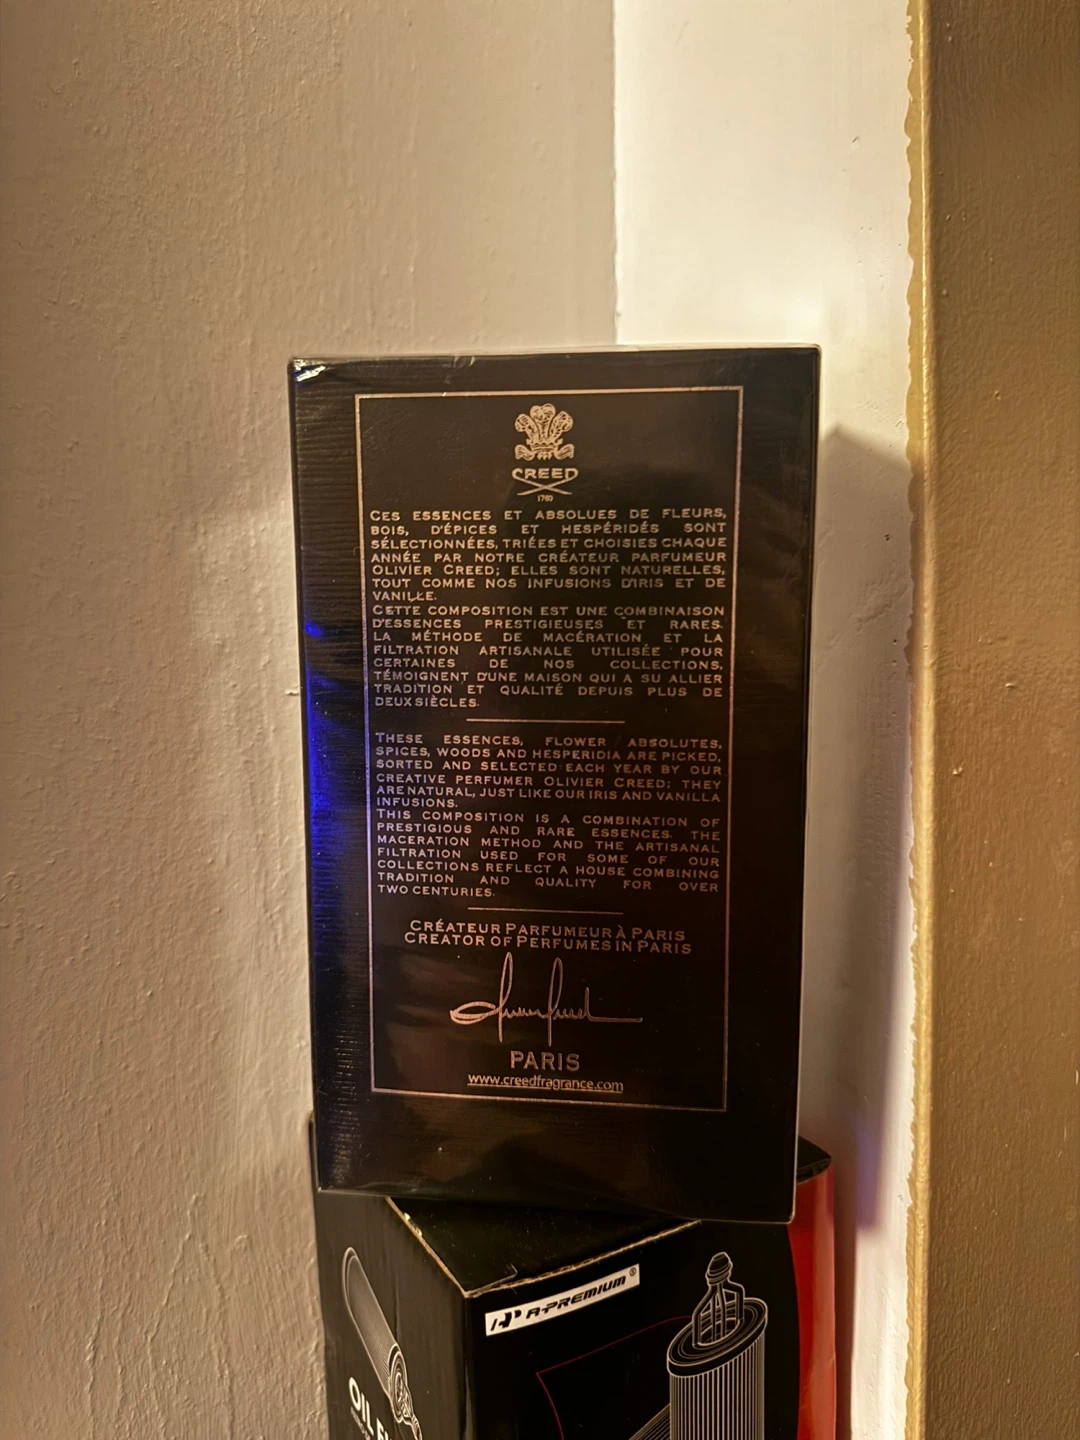 CREED
1760
CES ESSENCES ET ABSOLUES DE FLEURS,
BOIS, D'ÉPICES ET HESPÉRIDÉS SONT
SÉLECTIONNÉES, TRIÉES ET CHOISIES CHAQUE
ANNÉE PAR NOTRE CRÉATEUR PARFUMEUR
OLIVIER CREED; ELLES SONT NATURELLES,
TOUT COMME NOS INFUSIONS D'IRIS ET DE
VANILLE.
CETTE COMPOSITION EST UNE COMBINAISON
D'ESSENCES PRESTIGIEUSES ET RARES.
LA MÉTHODE DE MACÉRATION ET LA
FILTRATION ARTISANALE UTILISÉE POUR
CERTAINES DE NOS COLLECTIONS,
TÉMOIGNENT D'UNE MAISON QUI A SU ALLIER
TRADITION ET QUALITÉ DEPUIS PLUS DE
DEUX SIÈCLES.
THESE ESSENCES, FLOWER ABSOLUTES,
SPICES, WOODS AND HESPERIDIA ARE PICKED,
SORTED AND SELECTED EACH YEAR BY OUR
CREATIVE PERFUMER OLIVIER CREED; THEY
ARE NATURAL, JUST LIKE OUR IRIS AND VANILLA
INFUSIONS.
THIS COMPOSITION IS A COMBINATION OF
PRESTIGIOUS AND RARE ESSENCES. THE
MACERATION METHOD AND THE ARTISANAL
FILTRATION USED FOR SOME OF OUR
COLLECTIONS REFLECT A HOUSE COMBINING
TRADITION AND QUALITY FOR OVER
TWO CENTURIES.
CRÉATEUR PARFUMEUR À PARIS
CREATOR OF PERFUMES IN PARIS
PARIS
www.creedfragrance.com
A-PREMIUM®
OIL